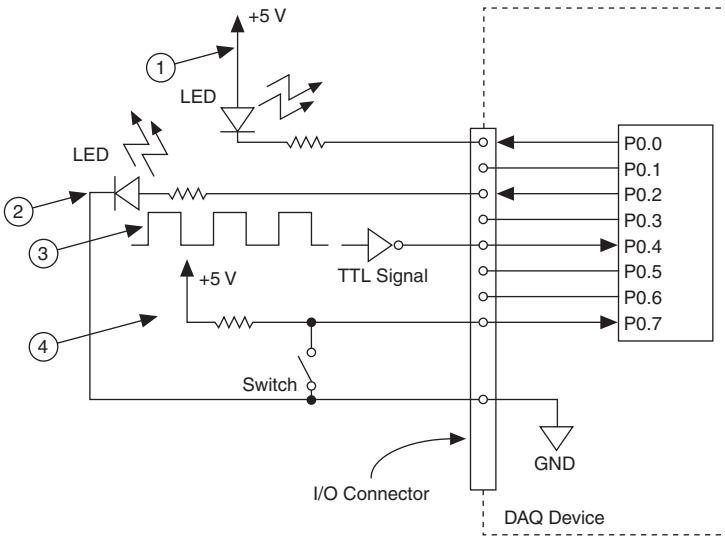 +5 V
1
LED
LED
P0.0
P0.1
2
P0.2
P0.3
3
P0.4
TTL Signal
+5 V
P0.5
P0.6
4
P0.7
Switch
GND
I/O Connector
DAQ Device